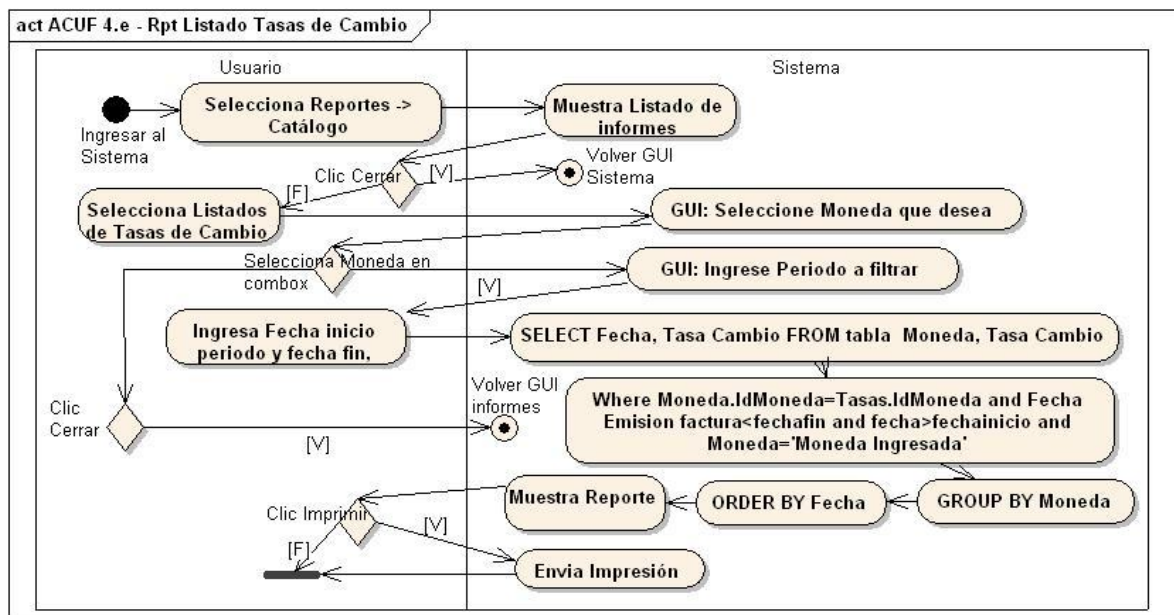 act ACUF 4.e - Rpt Listado Tasas de Cambio
Usuario
Sistema
Selecciona Reportes ->
Catálogo
Muestra Listado de
informes
Ingresar al
Sistema
Clic Cerrar
[V]
Volver GUI
Sistema
[F]
Selecciona Listados
de Tasas de Cambio
GUI: Seleccione Moneda que desea
Selecciona Moneda en
combox
GUI: Ingrese Periodo a filtrar
[V]
Ingresa Fecha inicio
periodo y fecha fin,
SELECT Fecha, Tasa Cambio FROM tabla Moneda, Tasa Cambio
Volver GUI
informes
Where Moneda.IdMoneda=Tasas.IdMoneda and Fecha
Emision factura<fechafin and fecha>fechainicio and
Moneda='Moneda Ingresada'
Clic
Cerrar
[V]
Muestra Reporte
ORDER BY Fecha
GROUP BY Moneda
Clic Imprimir
[V]
[F]
Envia Impresión